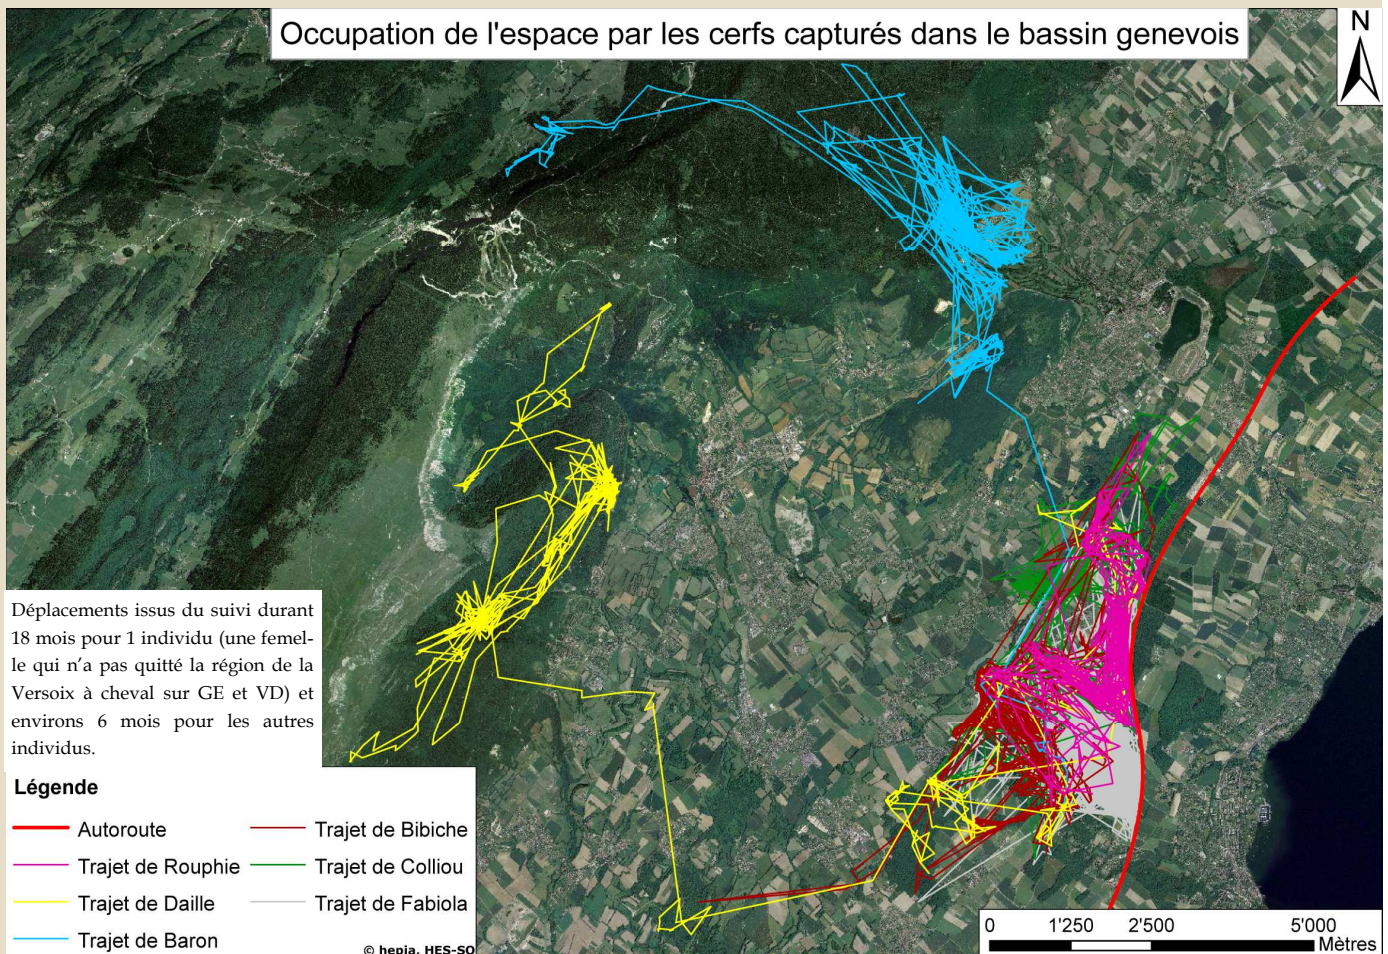 Occupation de l'espace par les cerfs capturés dans le bassin genevois
N
Déplacements issus du suivi durant
18 mois pour 1 individu (une femel-
le qui n'a pas quitté la région de la
Versoix à cheval sur GE et VD) et
environs 6 mois pour les autres
individus.
Légende
Autoroute
Trajet de Rouphie
Trajet de Daille
Trajet de Baron
Trajet de Bibiche
Trajet de Colliou
Trajet de Fabiola
© hepia, HES-SO
0 1'250 2'500 5'000
Mètres